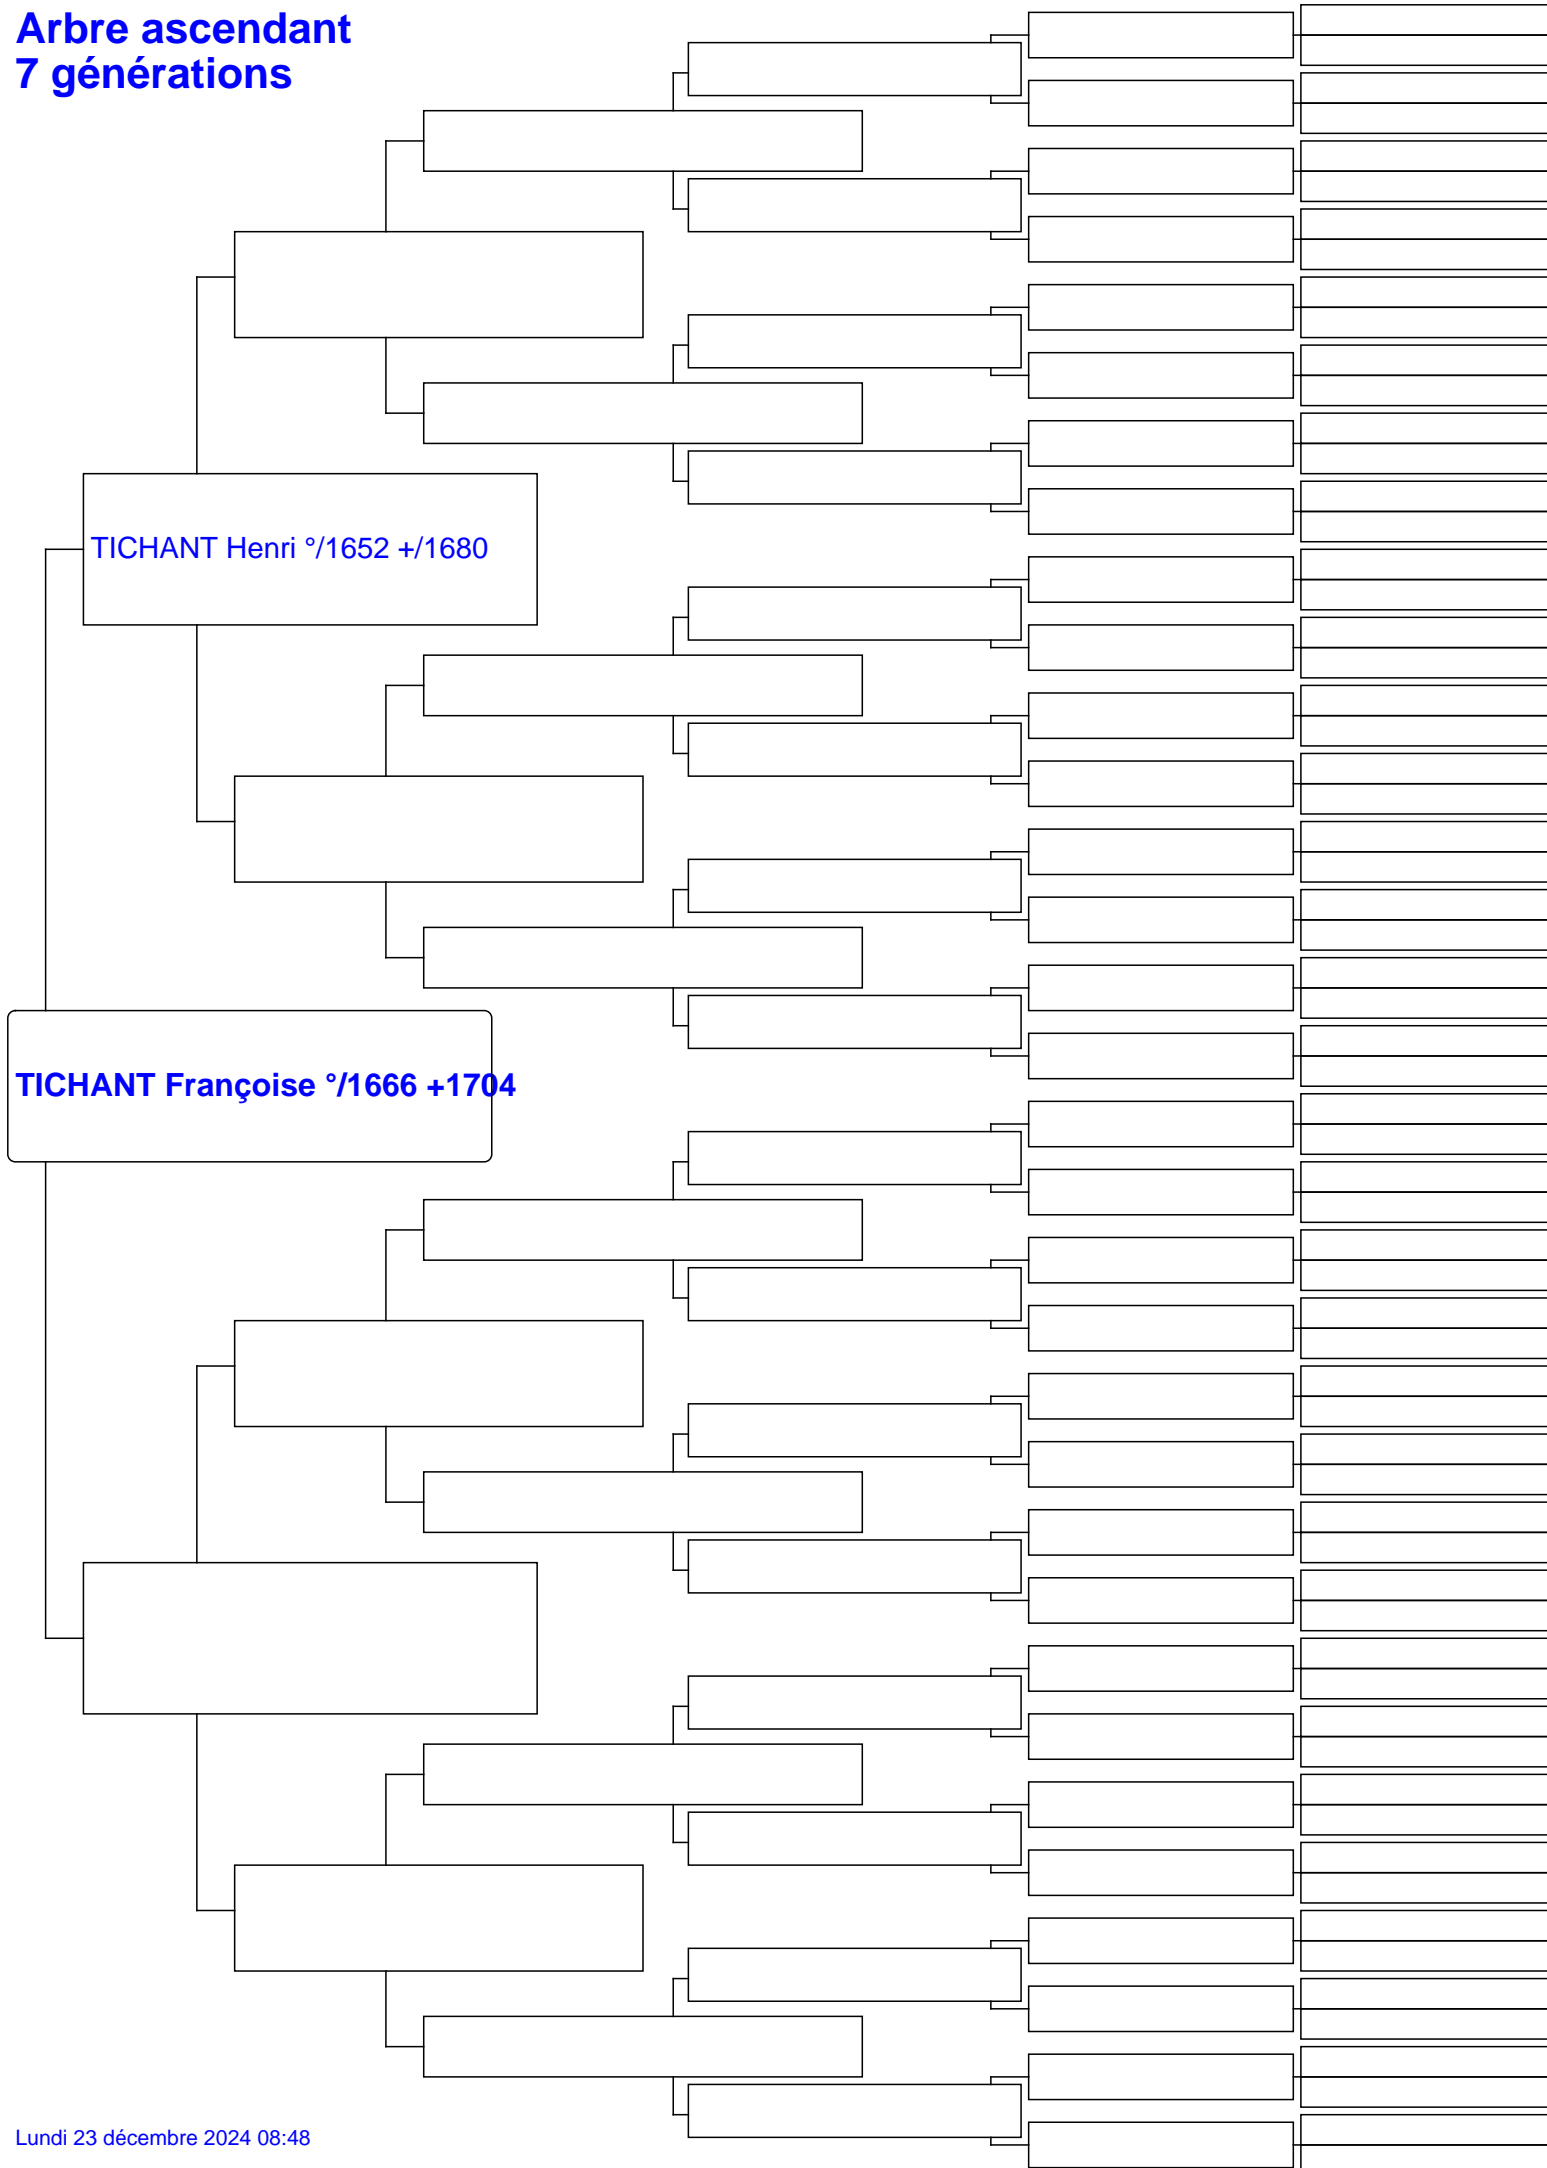 Arbre ascendant
7 générations
TICHANT Henri °/1652 +/1680
TICHANT Françoise °/1666 +1704
Lundi 23 décembre 2024 08:48